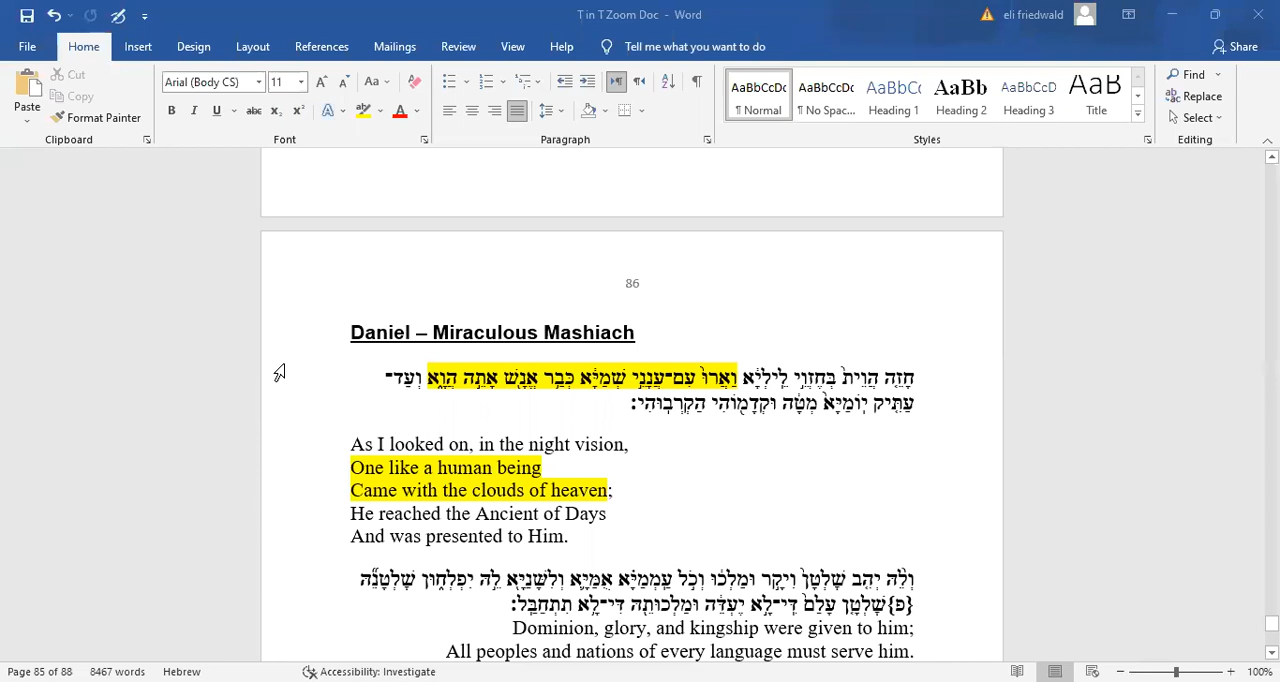 T in T Zoom Doc - Word
eli friedwald
File Home Insert Design Layout References Mailings Review View Help Tell me what you want to do Share
Paste Cut Copy Format Painter
Clipboard
Arial (Body CS) 11
Font
Paragraph
AaBbCcDc AaBbCcDc AaBbCc AaBb AaBbCcD AaB
¶ Normal ¶ No Spac... Heading 1 Heading 2 Heading 3 Title
Styles
Find
Replace
Select
Editing
86
Daniel – Miraculous Mashiach
חָזֵ֤ה הֲוֵית֙ בְּחֶזְוֵ֣י לֵֽילְיָ֔א וַאֲרוּ֙ עִם־עֲנָנֵ֣י שְׁמַיָּ֔א כְּבַ֥ר אֱנָ֖שׁ אָתֵ֣ה הֲוָ֑א וְעַד־
עַתִּ֤יק יֽוֹמַיָּא֙ מְטָ֔ה וּקְדָמ֖וֹהִי הַקְרְבֽוּהִי׃
As I looked on, in the night vision,
One like a human being
Came with the clouds of heaven;
He reached the Ancient of Days
And was presented to Him.
וְלֵ֨הּ יְהִ֤ב שׇׁלְטָן֙ וִיקָ֣ר וּמַלְכ֔וּ וְכֹ֣ל עַֽמְמַיָּ֗א אֻמַּיָּ֛א וְלִשָּׁנַיָּ֖א לֵ֣הּ יִפְלְח֑וּן שׇׁלְטָנֵ֞הּ
שׇׁלְטָ֤ן עָלַם֙ דִּֽי־לָ֣א יֶעְדֵּ֔ה וּמַלְכוּתֵ֖הּ דִּי־לָ֥א תִתְחַבַּֽל׃ {פ}
Dominion, glory, and kingship were given to him;
All peoples and nations of every language must serve him.
Page 85 of 88 8467 words Hebrew Accessibility: Investigate 100%